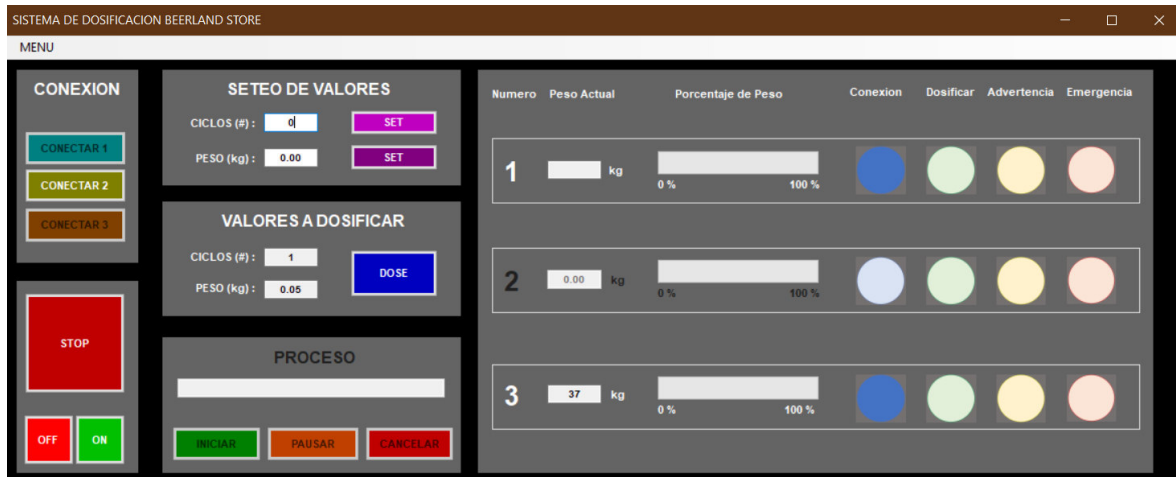 SISTEMA DE DOSIFICACION BEERLAND STORE
MENU
CONEXION
CONECTAR 1
CONECTAR 2
CONECTAR 3
STOP
OFF ON
SETEO DE VALORES
CICLOS (#) : 0 SET
PESO (kg) : 0.00 SET
VALORES A DOSIFICAR
CICLOS (#) : 1
PESO (kg) : 0.05
DOSE
PROCESO
INICIAR PAUSAR CANCELAR
Numero Peso Actual Porcentaje de Peso Conexion Dosificar Advertencia Emergencia
1 kg
0 % 100 %
2 0.00 kg
0 % 100 %
3 37 kg
0 % 100 %